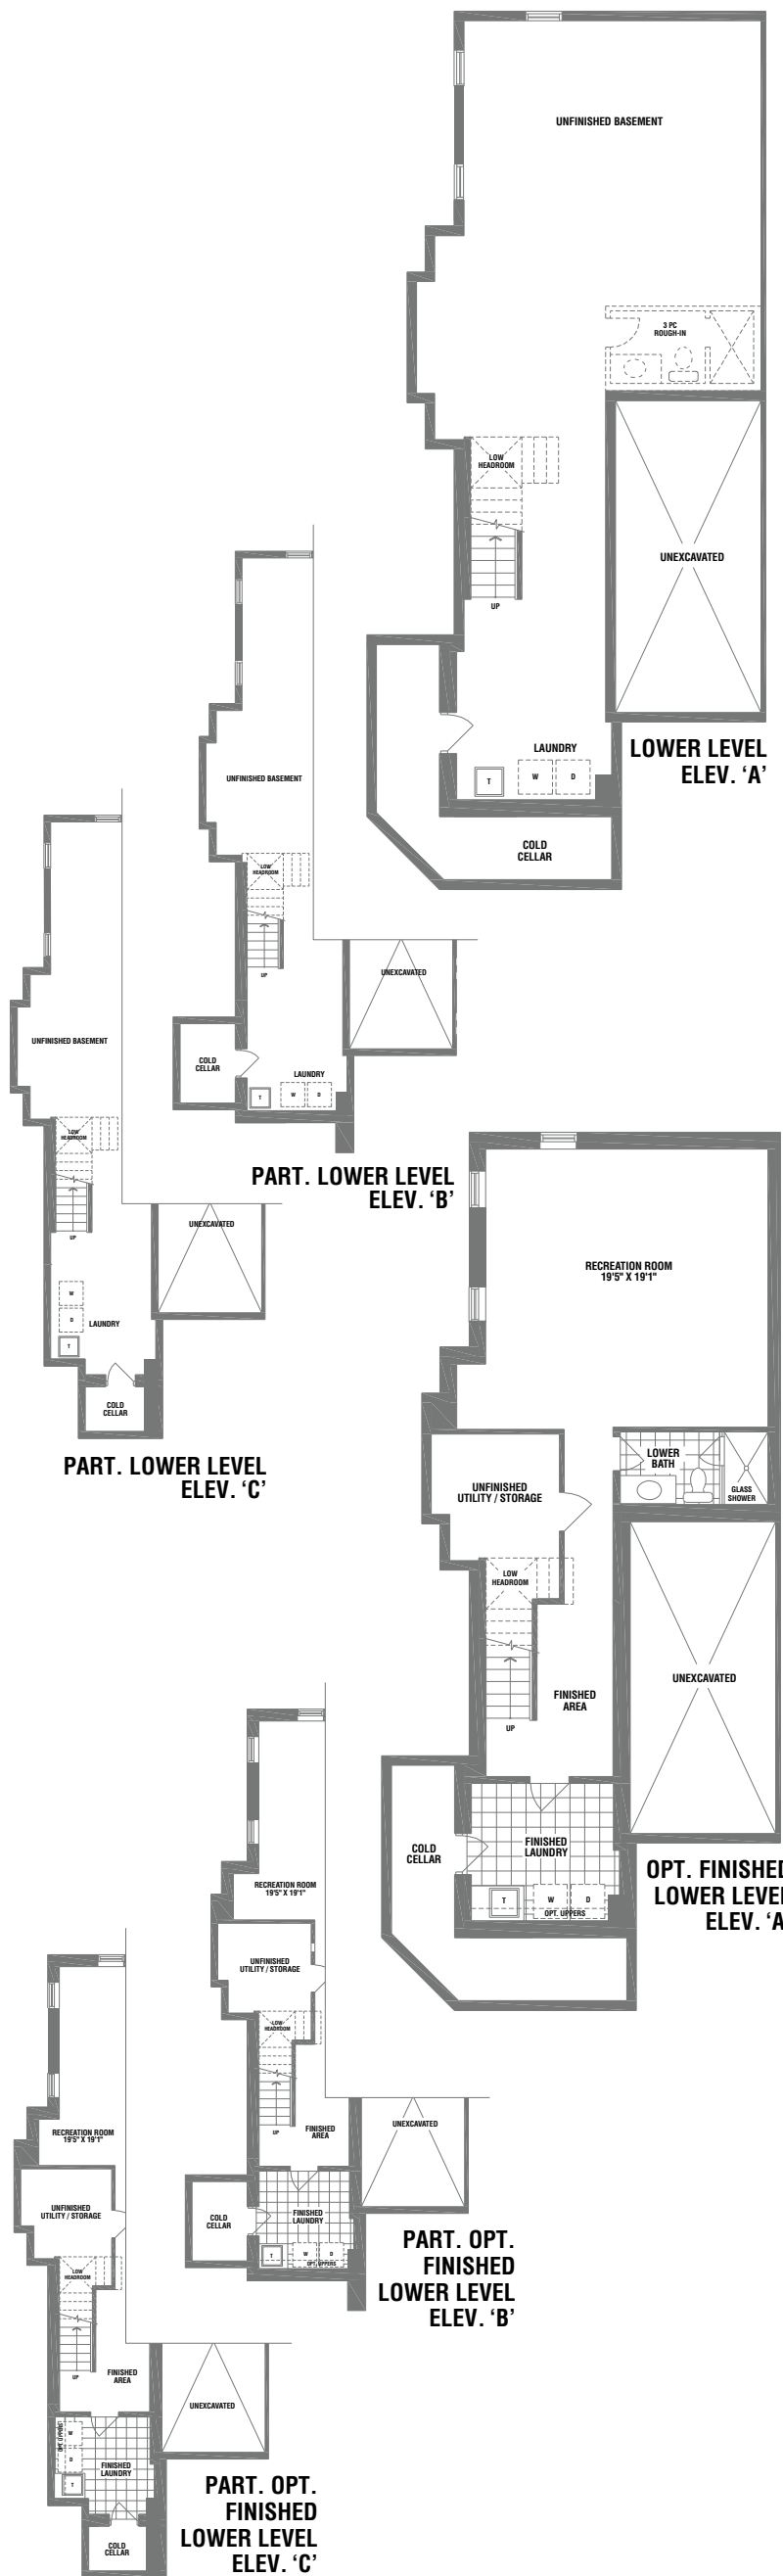 UNFINISHED BASEMENT
3 PC
ROUGH-IN
LOW
HEADROOM
UNEXCAVATED
UP
LAUNDRY
T
W
D
COLD
CELLAR
LOWER LEVEL
ELEV. ‘A’
UNFINISHED BASEMENT
LOW
HEADROOM
UP
UNEXCAVATED
COLD
CELLAR
LAUNDRY
T
W
D
PART. LOWER LEVEL
ELEV. ‘B’
UNFINISHED BASEMENT
LOW
HEADROOM
UP
UNEXCAVATED
W
D
LAUNDRY
T
COLD
CELLAR
PART. LOWER LEVEL
ELEV. ‘C’
RECREATION ROOM
19'5" X 19'1"
LOWER
BATH
GLASS
SHOWER
UNFINISHED
UTILITY / STORAGE
LOW
HEADROOM
UNEXCAVATED
FINISHED
AREA
UP
COLD
CELLAR
FINISHED
LAUNDRY
T
W
D
OPT. UPPERS
OPT. FINISHED
LOWER LEVEL
ELEV. ‘A
RECREATION ROOM
19'5" X 19'1"
UNFINISHED
UTILITY / STORAGE
LOW
HEADROOM
UP
FINISHED
AREA
UNEXCAVATED
COLD
CELLAR
FINISHED
LAUNDRY
T
W
D
OPT. UPPERS
PART. OPT.
FINISHED
LOWER LEVEL
ELEV. ‘B’
RECREATION ROOM
19'5" X 19'1"
UNFINISHED
UTILITY / STORAGE
LOW
HEADROOM
UP
FINISHED
AREA
UNEXCAVATED
OPT. UPPERS
W
D
T
FINISHED
LAUNDRY
COLD
CELLAR
PART. OPT.
FINISHED
LOWER LEVEL
ELEV. ‘C’